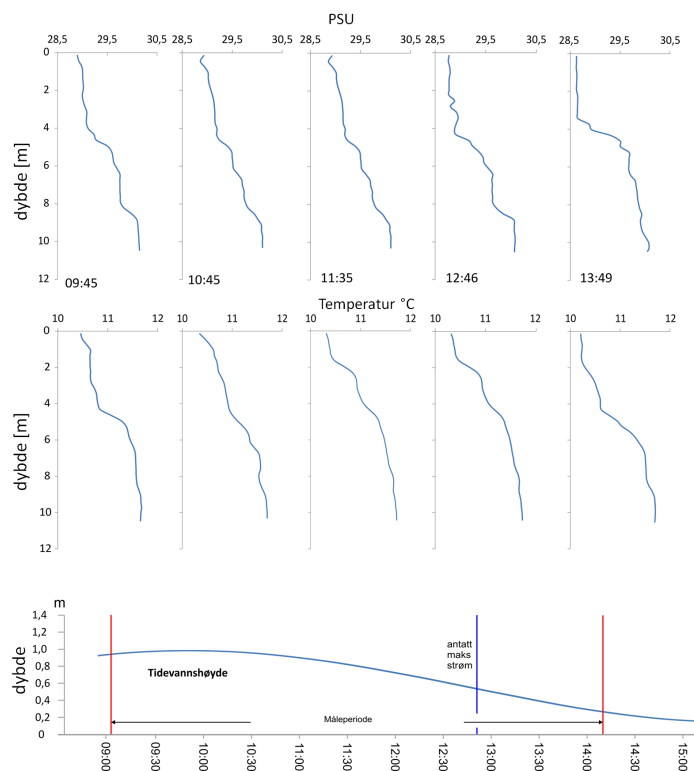 PSU
28,5 29,5 30,5 28,5 29,5 30,5 28,5 29,5 30,5 28,5 29,5 30,5 28,5 29,5 30,5
0
2
4
6
8
10
12
dybde [m]
09:45 10:45 11:35 12:46 13:49
Temperatur °C
10 11 12 10 11 12 10 11 12 10 11 12 10 11 12
0
2
4
6
8
10
12
dybde [m]
m
1,4
1,2
1,0
0,8
0,6
0,4
0,2
0
dybde
Tidevannshøyde
antatt
maks
strøm
Måleperiode
09:00 09:30 10:00 10:30 11:00 11:30 12:00 12:30 13:00 13:30 14:00 14:30 15:00